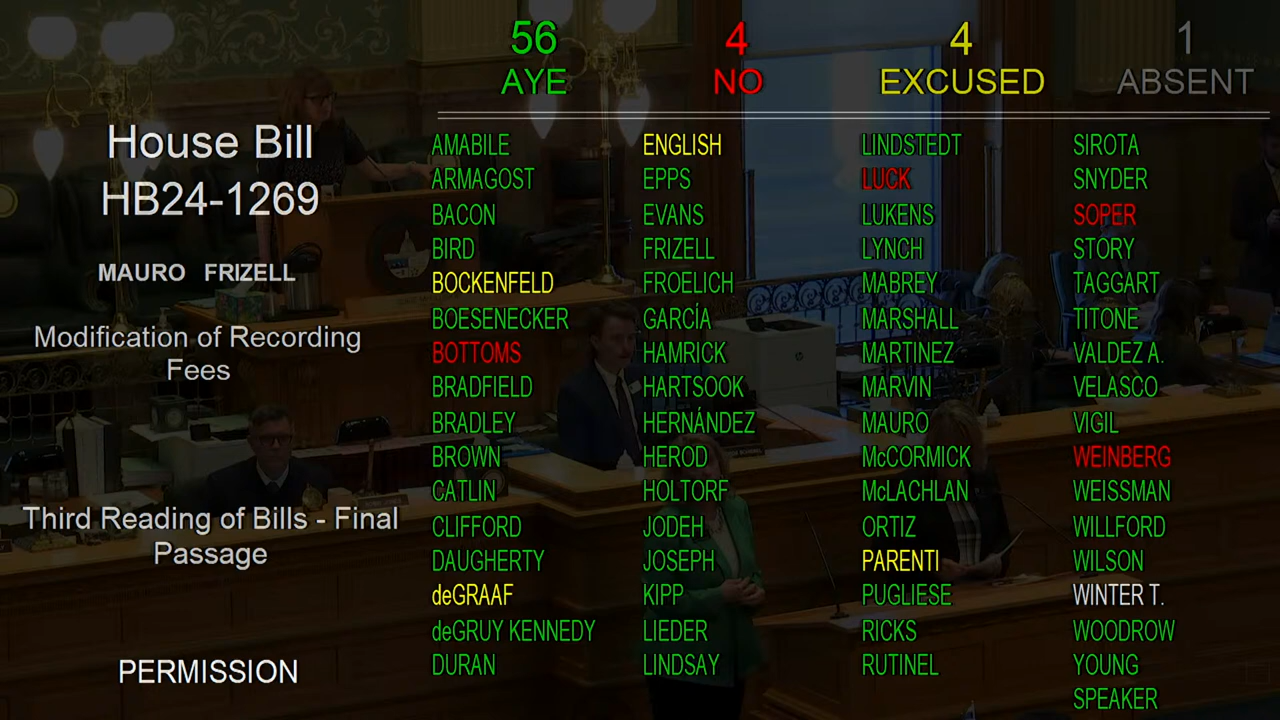 56 AYE
4 NO
4 EXCUSED
1 ABSENT
House Bill
HB24-1269
MAURO FRIZELL
Modification of Recording
Fees
Third Reading of Bills - Final
Passage
PERMISSION
AMABILE
ARMAGOST
BACON
BIRD
BOCKENFELD
BOESENECKER
BOTTOMS
BRADFIELD
BRADLEY
BROWN
CATLIN
CLIFFORD
DAUGHERTY
deGRAAF
deGRUY KENNEDY
DURAN
ENGLISH
EPPS
EVANS
FRIZELL
FROELICH
GARCÍA
HAMRICK
HARTSOOK
HERNÁNDEZ
HEROD
HOLTORF
JODEH
JOSEPH
KIPP
LIEDER
LINDSAY
LINDSTEDT
LUCK
LUKENS
LYNCH
MABREY
MARSHALL
MARTINEZ
MARVIN
MAURO
McCORMICK
McLACHLAN
ORTIZ
PARENTI
PUGLIESE
RICKS
RUTINEL
SIROTA
SNYDER
SOPER
STORY
TAGGART
TITONE
VALDEZ A.
VELASCO
VIGIL
WEINBERG
WEISSMAN
WILLFORD
WILSON
WINTER T.
WOODROW
YOUNG
SPEAKER